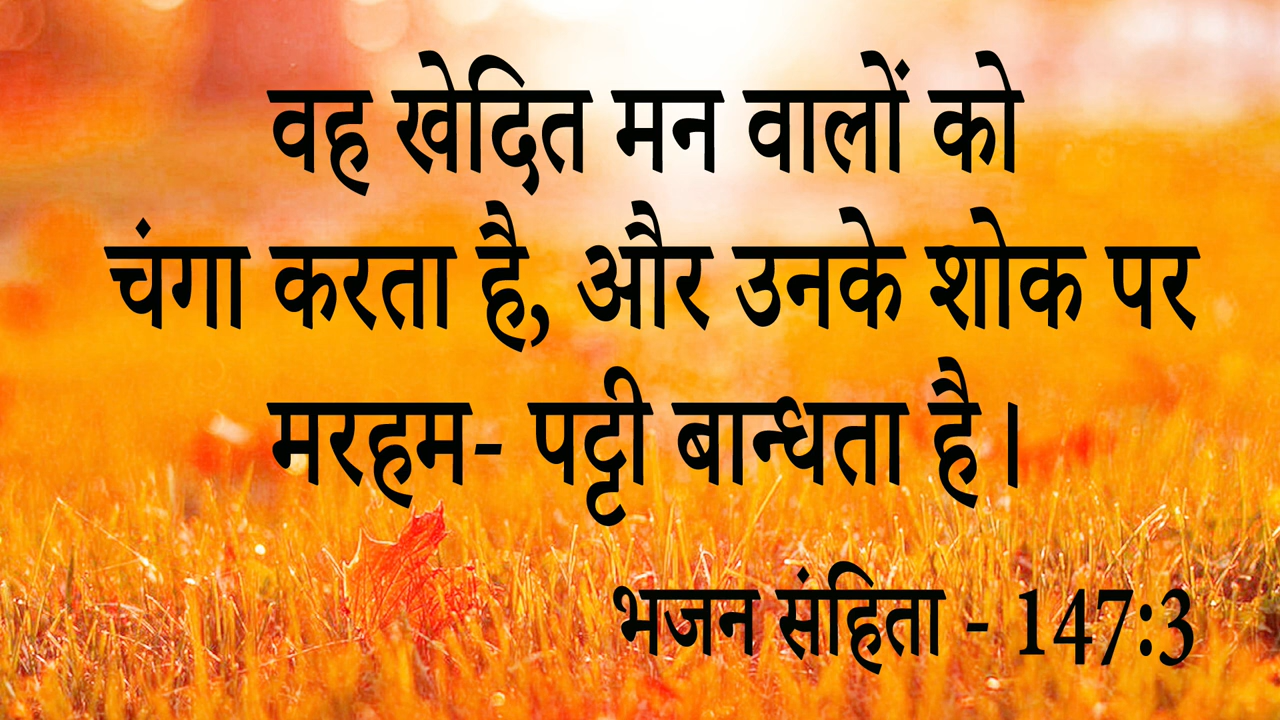 वह खेदित मन वालों को
चंगा करता है, और उनके शोक पर
मरहम- पट्टी बान्धता है।
भजन संहिता - 147:3